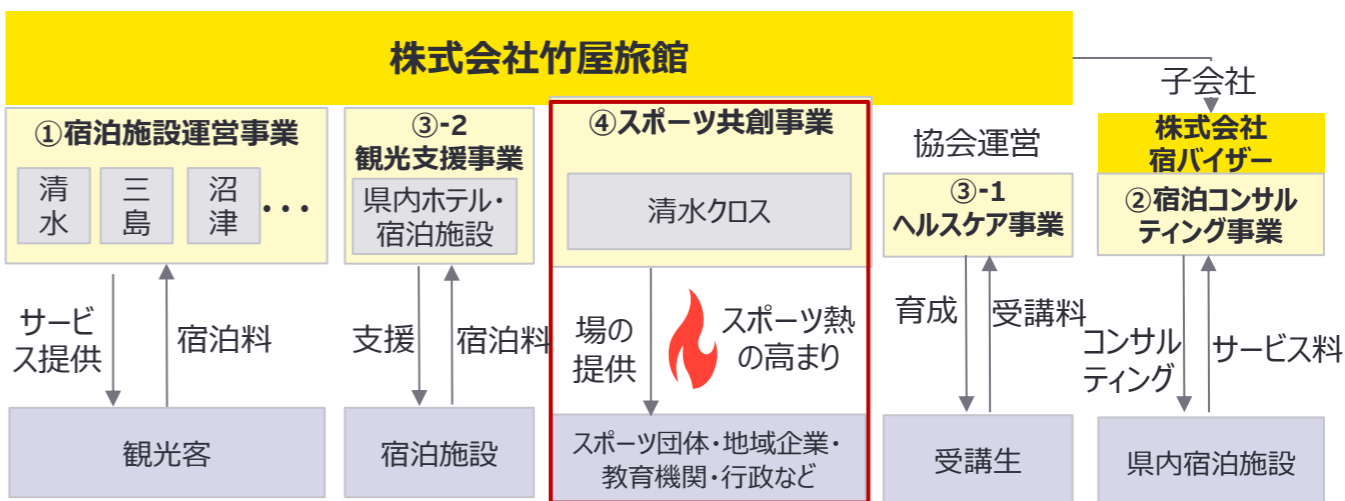 株式会社竹屋旅館
子会社
①宿泊施設運営事業
清
水
三
島
沼
津
・・・
サービ
ス提供
宿泊料
観光客
③-2
観光支援事業
県内ホテル・
宿泊施設
支援
宿泊料
宿泊施設
④スポーツ共創事業
清水クロス
場の
提供
スポーツ熱
の高まり
スポーツ団体・地域企業・
教育機関・行政など
協会運営
③-1
ヘルスケア事業
育成
受講料
受講生
株式会社
宿バイザー
②宿泊コンサル
ティング事業
コンサル
ティング
サービス料
県内宿泊施設